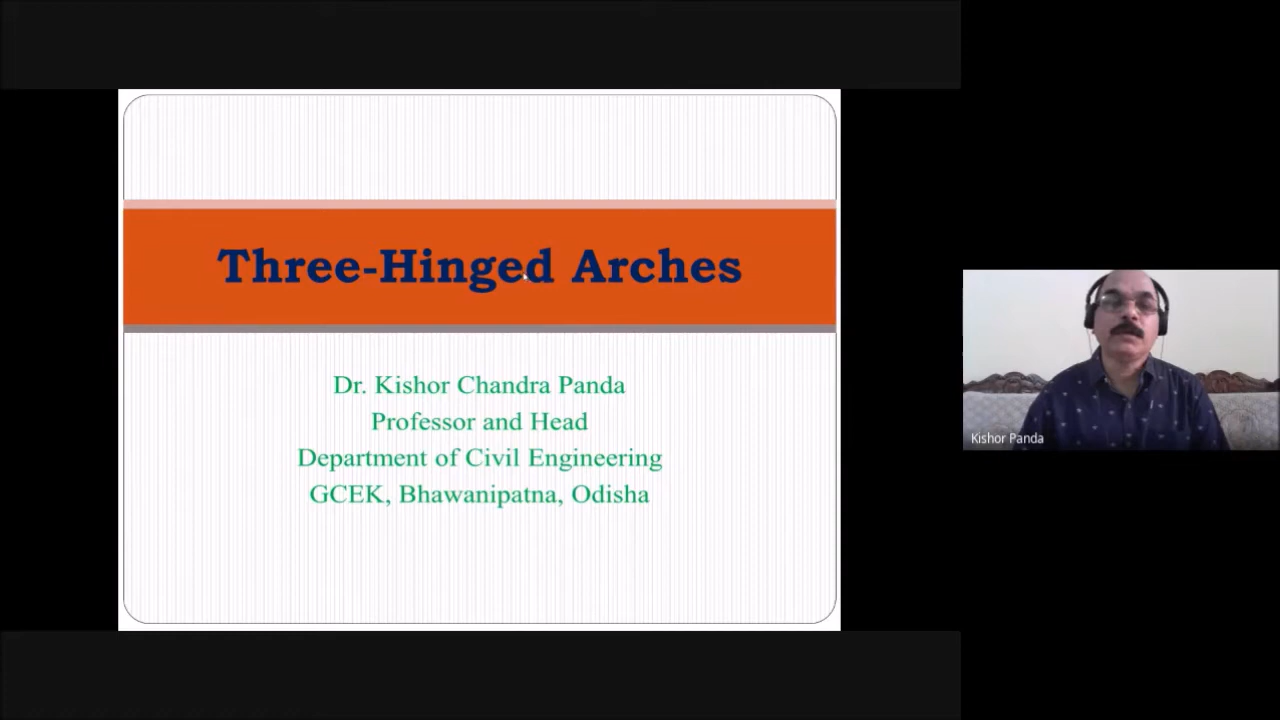 Three-Hinged Arches
Dr. Kishor Chandra Panda
Professor and Head
Department of Civil Engineering
GCEK, Bhawanipatna, Odisha
Kishor Panda